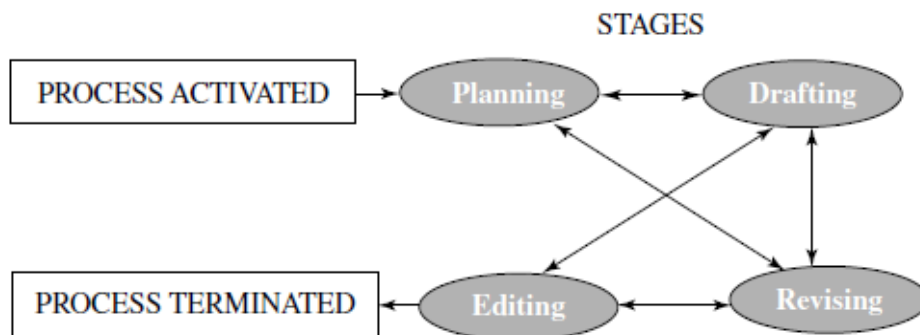 STAGES
PROCESS ACTIVATED
Planning
Drafting
PROCESS TERMINATED
Editing
Revising